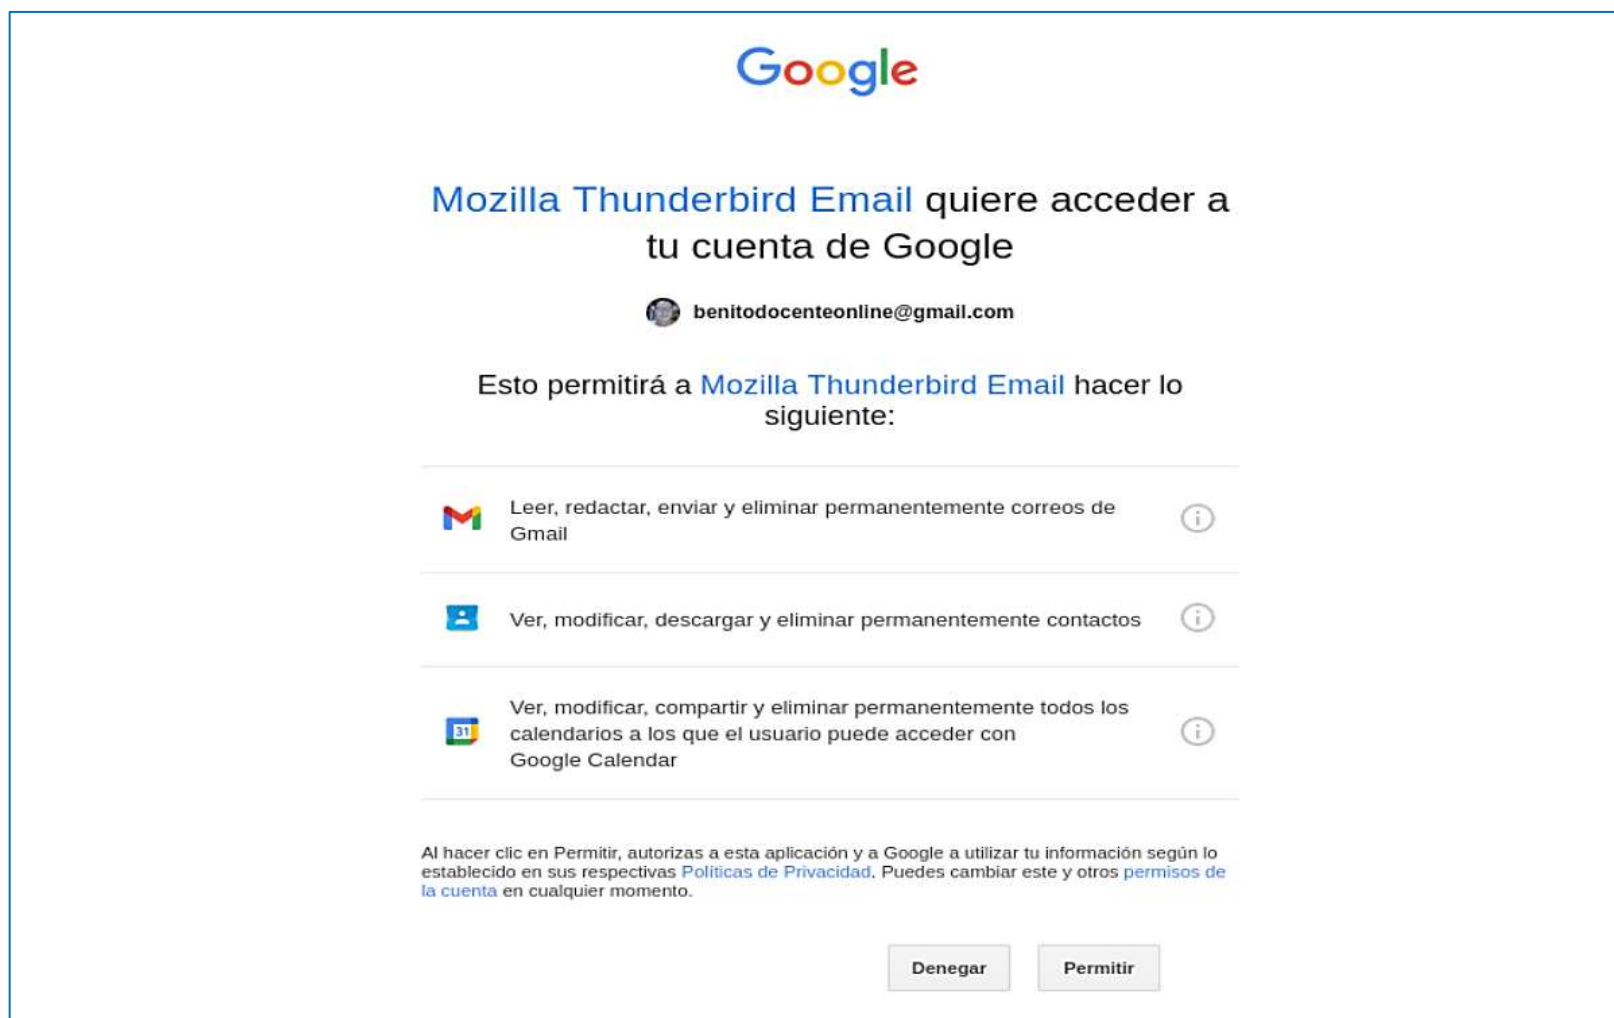 Google
Mozilla Thunderbird Email quiere acceder a
tu cuenta de Google
benitodocenteonline@gmail.com
Esto permitirá a Mozilla Thunderbird Email hacer lo
siguiente:
Leer, redactar, enviar y eliminar permanentemente correos de
Gmail
Ver, modificar, descargar y eliminar permanentemente contactos
31
Ver, modificar, compartir y eliminar permanentemente todos los
calendarios a los que el usuario puede acceder con
Google Calendar
Al hacer clic en Permitir, autorizas a esta aplicación y a Google a utilizar tu información según lo
establecido en sus respectivas Políticas de Privacidad. Puedes cambiar este y otros permisos de
la cuenta en cualquier momento.
Denegar Permitir